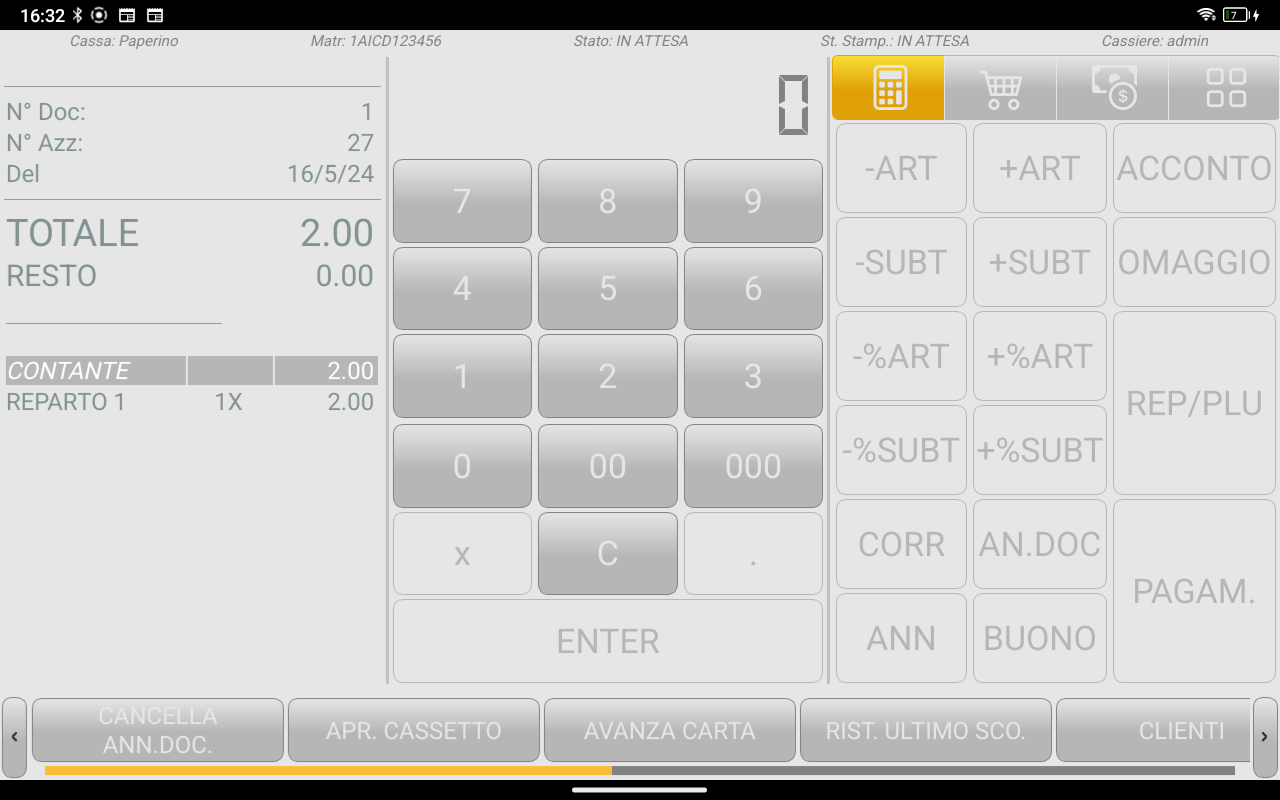 16:32
7
Cassa: Paperino
Matr: 1AICD123456
Stato: IN ATTESA
St. Stamp.: IN ATTESA
Cassiere: admin
N° Doc: 1
N° Azz: 27
Del 16/5/24
TOTALE 2.00
RESTO 0.00
CONTANTE 2.00
REPARTO 1 1X 2.00
0
7 8 9
4 5 6
1 2 3
0 00 000
x C .
ENTER
-ART +ART ACCONTO
-SUBT +SUBT OMAGGIO
-%ART +%ART
REP/PLU
-%SUBT +%SUBT
CORR AN.DOC
PAGAM.
ANN BUONO
‹
CANCELLA
ANN.DOC.
APR. CASSETTO
AVANZA CARTA
RIST. ULTIMO SCO.
CLIENTI
›